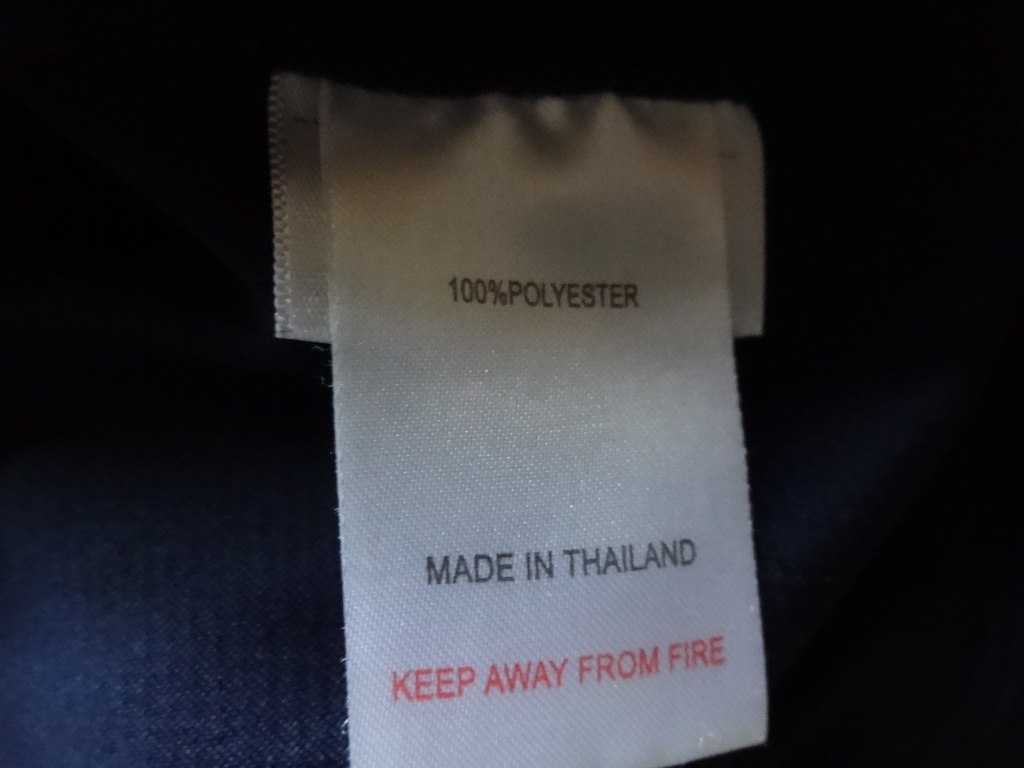 100%POLYESTER
MADE IN THAILAND
KEEP AWAY FROM FIRE